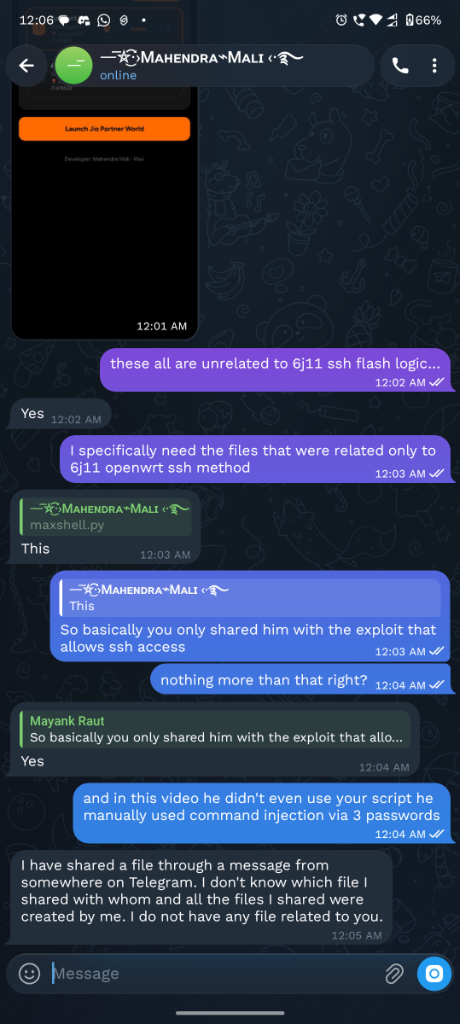 12:06
66%
MAHENDRA MALI
online
Launch Jio Partner World
Developer: Mahendra Mali - Max
12:01 AM
these all are unrelated to 6j11 ssh flash logic...
12:02 AM
Yes 12:02 AM
I specifically need the files that were related only to
6j11 openwrt ssh method
12:03 AM
MAHENDRA MALI
maxshell.py
This
12:03 AM
MAHENDRA MALI
This
So basically you only shared him with the exploit that
allows ssh access
12:03 AM
nothing more than that right? 12:04 AM
Mayank Raut
So basically you only shared him with the exploit that allo...
Yes
12:04 AM
and in this video he didn't even use your script he
manually used command injection via 3 passwords
12:04 AM
I have shared a file through a message from
somewhere on Telegram. I don't know which file I
shared with whom and all the files I shared were
created by me. I do not have any file related to you.
12:05 AM
Message